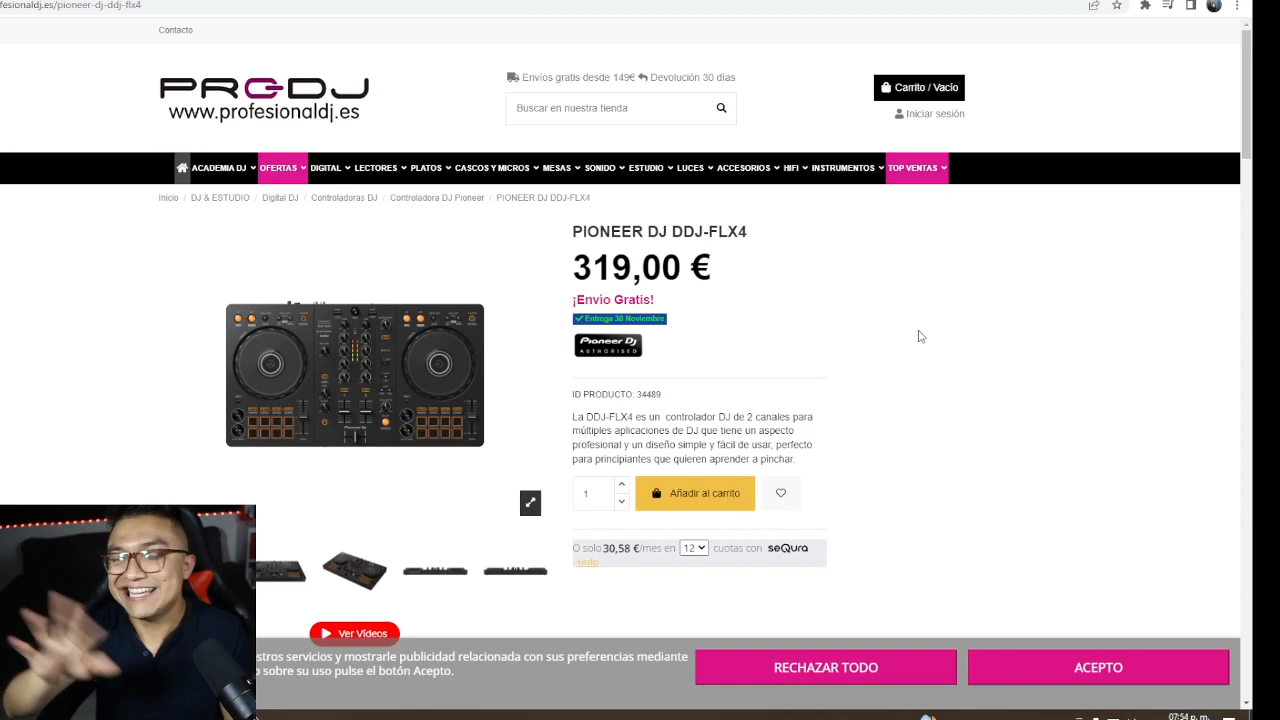 fesionaldj.es/pioneer-dj-ddj-flx4
Contacto
PRODJ
www.profesionaldj.es
Envíos gratis desde 149€ Devolución 30 días
Buscar en nuestra tienda
Carrito / Vacío
Iniciar sesión
ACADEMIA DJ OFERTAS DIGITAL LECTORES PLATOS CASCOS Y MICROS MESAS SONIDO ESTUDIO LUCES ACCESORIOS HIFI INSTRUMENTOS TOP VENTAS
Inicio / DJ & ESTUDIO / Digital DJ / Controladoras DJ / Controladora DJ Pioneer / PIONEER DJ DDJ-FLX4
PIONEER DJ DDJ-FLX4
319,00 €
¡Envio Gratis!
Entrega 30 Noviembre
Pioneer Dj
AUTHORISED
ID PRODUCTO: 34489
La DDJ-FLX4 es un controlador DJ de 2 canales para
múltiples aplicaciones de DJ que tiene un aspecto
profesional y un diseño simple y fácil de usar, perfecto
para principiantes que quieren aprender a pinchar.
1
Añadir al carrito
O solo 30,58 €/mes en 12 cuotas con seQura
+info
Ver Vídeos
stros servicios y mostrarle publicidad relacionada con sus preferencias mediante
o sobre su uso pulse el botón Acepto.
RECHAZAR TODO
ACEPTO
07:54 p. m.